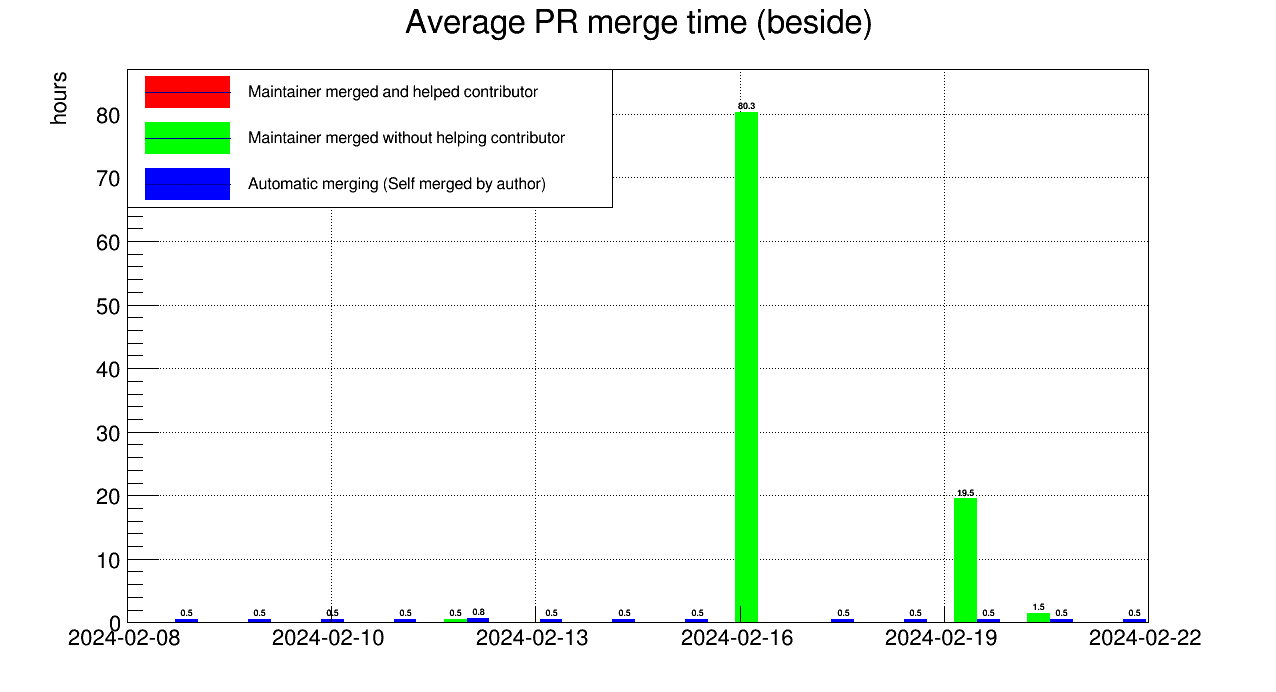 Average PR merge time (beside)
hours
Maintainer merged and helped contributor
Maintainer merged without helping contributor
Automatic merging (Self merged by author)
80
70
60
50
40
30
20
10
0
80.3
19.5
0.5 0.5 0.5 0.5 0.5 0.8 0.5 0.5 0.5 0.5 0.5 0.5 1.5 0.5 0.5
2024-02-08 2024-02-10 2024-02-13 2024-02-16 2024-02-19 2024-02-22